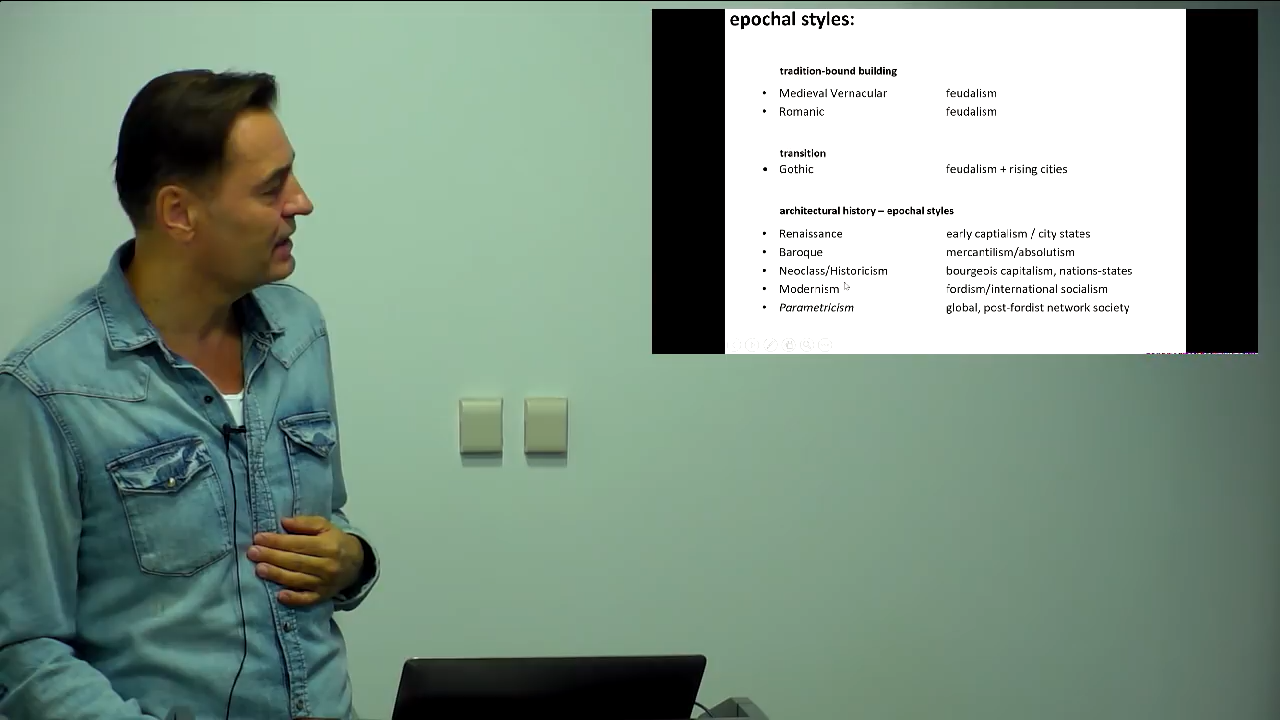 epochal styles:
tradition-bound building
• Medieval Vernacular feudalism
• Romanic feudalism
transition
• Gothic feudalism + rising cities
architectural history – epochal styles
• Renaissance early captialism / city states
• Baroque mercantilism/absolutism
• Neoclass/Historicism bourgeois capitalism, nations-states
• Modernism fordism/international socialism
• Parametricism global, post-fordist network society